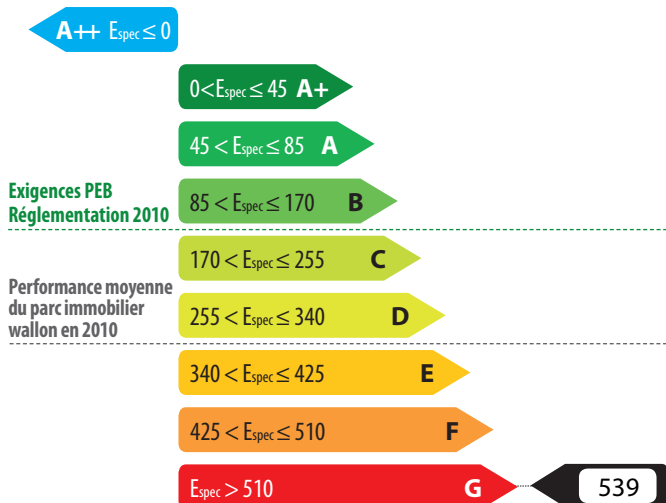 A++ Espec ≤ 0
0 < Espec ≤ 45 A+
45 < Espec ≤ 85 A
Exigences PEB
Réglementation 2010
85 < Espec ≤ 170 B
170 < Espec ≤ 255 C
Performance moyenne
du parc immobilier
wallon en 2010
255 < Espec ≤ 340 D
340 < Espec ≤ 425 E
425 < Espec ≤ 510 F
Espec > 510 G
539